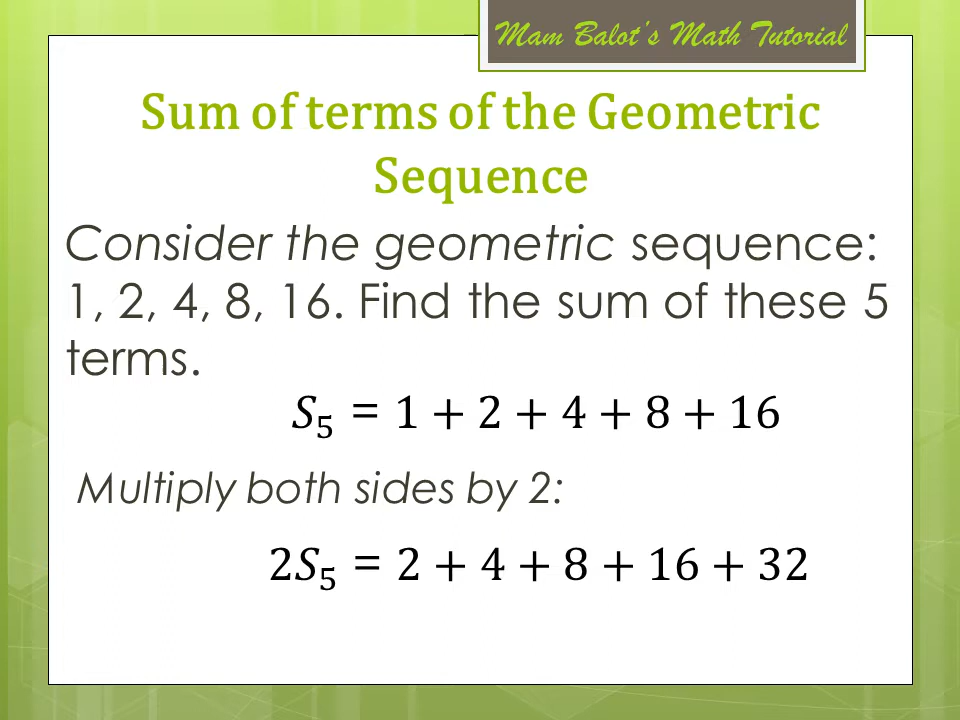 Mam Balot's Math Tutorial
Sum of terms of the Geometric
Sequence
Consider the geometric sequence:
1, 2, 4, 8, 16. Find the sum of these 5
terms.
S₅ = 1 + 2 + 4 + 8 + 16
Multiply both sides by 2:
2S₅ = 2 + 4 + 8 + 16 + 32